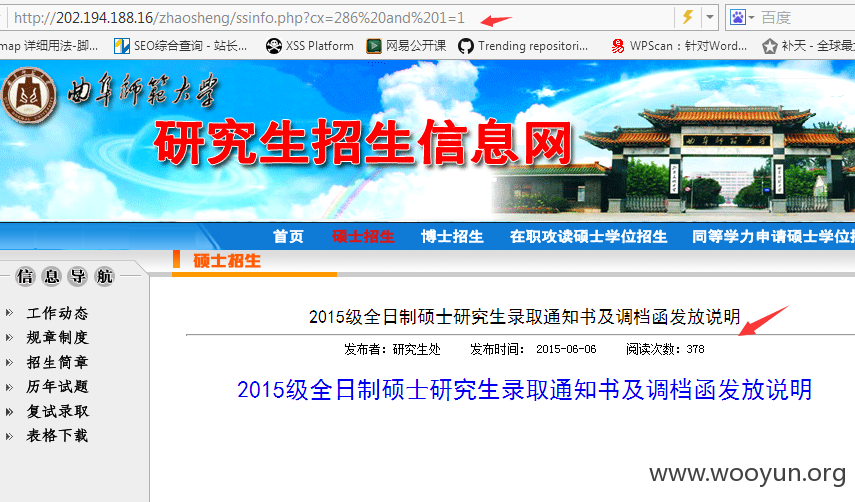 http://202.194.188.16/zhaosheng/ssinfo.php?cx=286%20and%201=1 百度
map 详细用法-脚... SEO综合查询 - 站长... XSS Platform 网易公开课 Trending repositori... WPScan：针对Word... 补天 - 全球最
曲阜师范大学
研究生招生信息网
曲阜师范大学
首页 硕士招生 博士招生 在职攻读硕士学位招生 同等学力申请硕士学位招
硕士招生
信息导航
工作动态
规章制度
招生简章
历年试题
复试录取
表格下载
2015级全日制硕士研究生录取通知书及调档函发放说明
发布者：研究生处 发布时间： 2015-06-06 阅读次数：378
2015级全日制硕士研究生录取通知书及调档函发放说明
www.wooyun.org